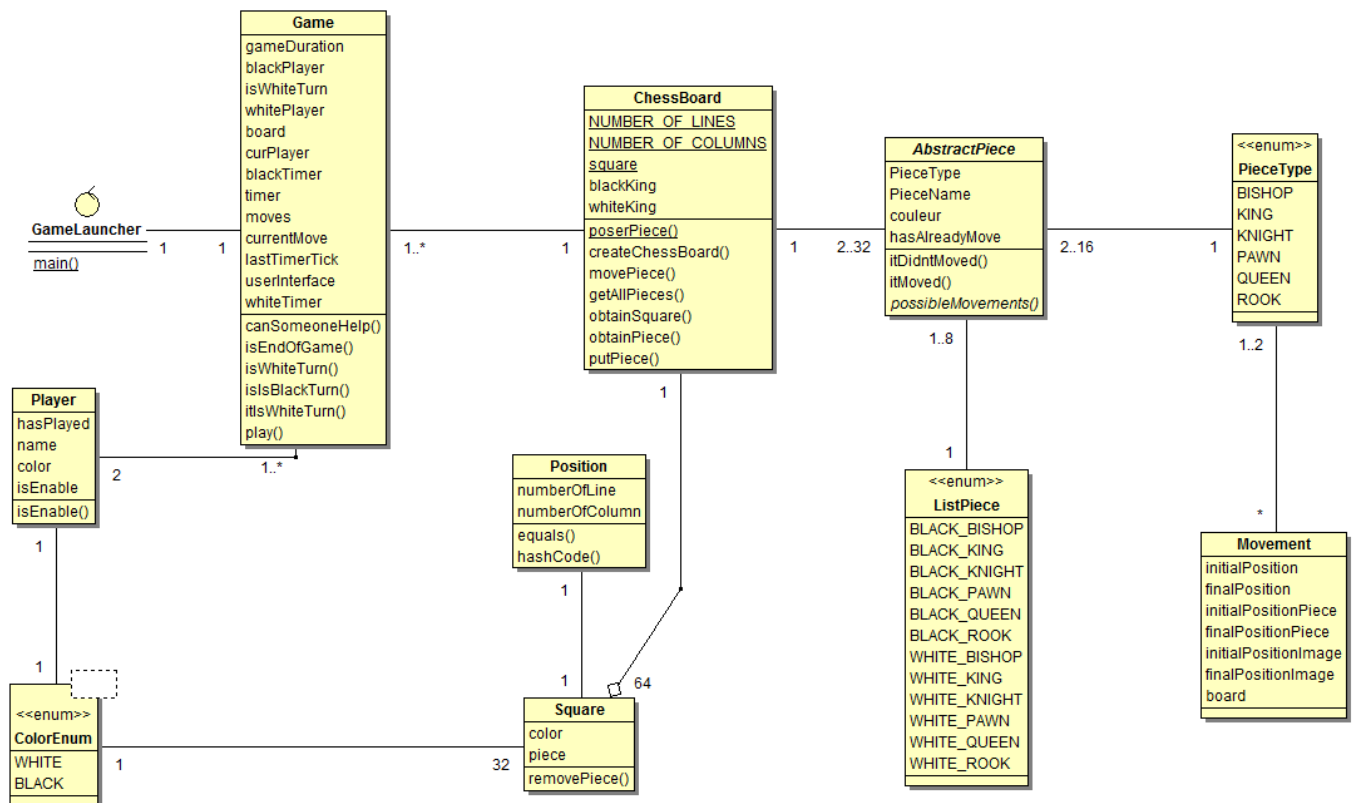 GameLauncher
main()
1
1
Game
gameDuration
blackPlayer
isWhiteTurn
whitePlayer
board
curPlayer
blackTimer
timer
moves
currentMove
lastTimerTick
userInterface
whiteTimer
canSomeoneHelp()
isEndOfGame()
isWhiteTurn()
isIsBlackTurn()
itIsWhiteTurn()
play()
1..*
1
ChessBoard
NUMBER_OF_LINES
NUMBER_OF_COLUMNS
square
blackKing
whiteKing
poserPiece()
createChessBoard()
movePiece()
getAllPieces()
obtainSquare()
obtainPiece()
putPiece()
1
2..32
AbstractPiece
PieceType
PieceName
couleur
hasAlreadyMove
itDidntMoved()
itMoved()
possibleMovements()
2..16
1
<<enum>>
PieceType
BISHOP
KING
KNIGHT
PAWN
QUEEN
ROOK
Player
hasPlayed
name
color
isEnable
isEnable()
2
1..*
1
1
<<enum>>
ColorEnum
WHITE
BLACK
1
32
Position
numberOfLine
numberOfColumn
equals()
hashCode()
1
1
1
64
Square
color
piece
removePiece()
1..8
1
<<enum>>
ListPiece
BLACK_BISHOP
BLACK_KING
BLACK_KNIGHT
BLACK_PAWN
BLACK_QUEEN
BLACK_ROOK
WHITE_BISHOP
WHITE_KING
WHITE_KNIGHT
WHITE_PAWN
WHITE_QUEEN
WHITE_ROOK
1..2
*
Movement
initialPosition
finalPosition
initialPositionPiece
finalPositionPiece
initialPositionImage
finalPositionImage
board